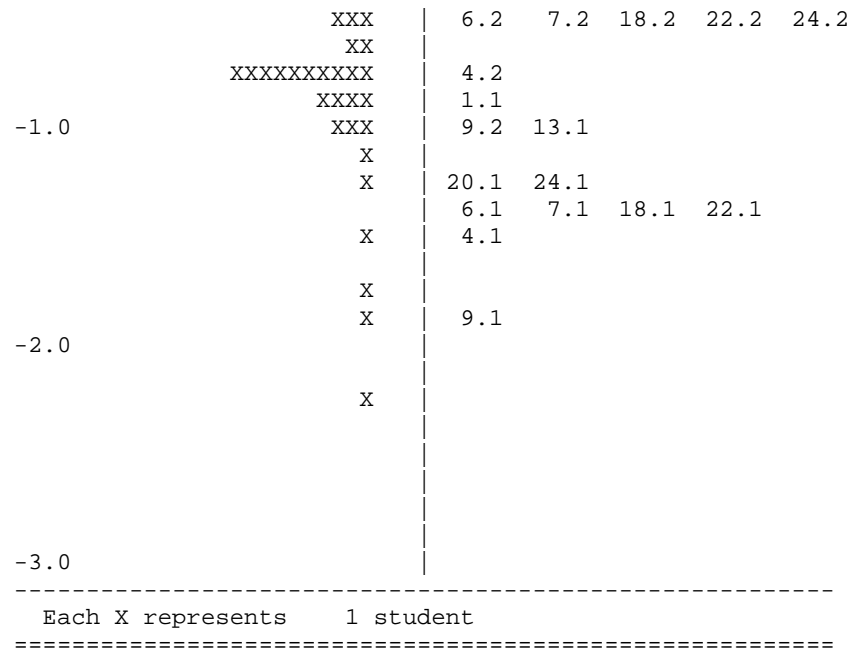 XXX | 6.2 7.2 18.2 22.2 24.2
XX |
XXXXXXXXXX | 4.2
XXXX | 1.1
-1.0 XXX | 9.2 13.1
X |
X | 20.1 24.1
| 6.1 7.1 18.1 22.1
X | 4.1
|
X |
X | 9.1
-2.0 |
|
X |
|
|
|
|
|
-3.0 |
---------------------------------------------------------
Each X represents 1 student
=========================================================